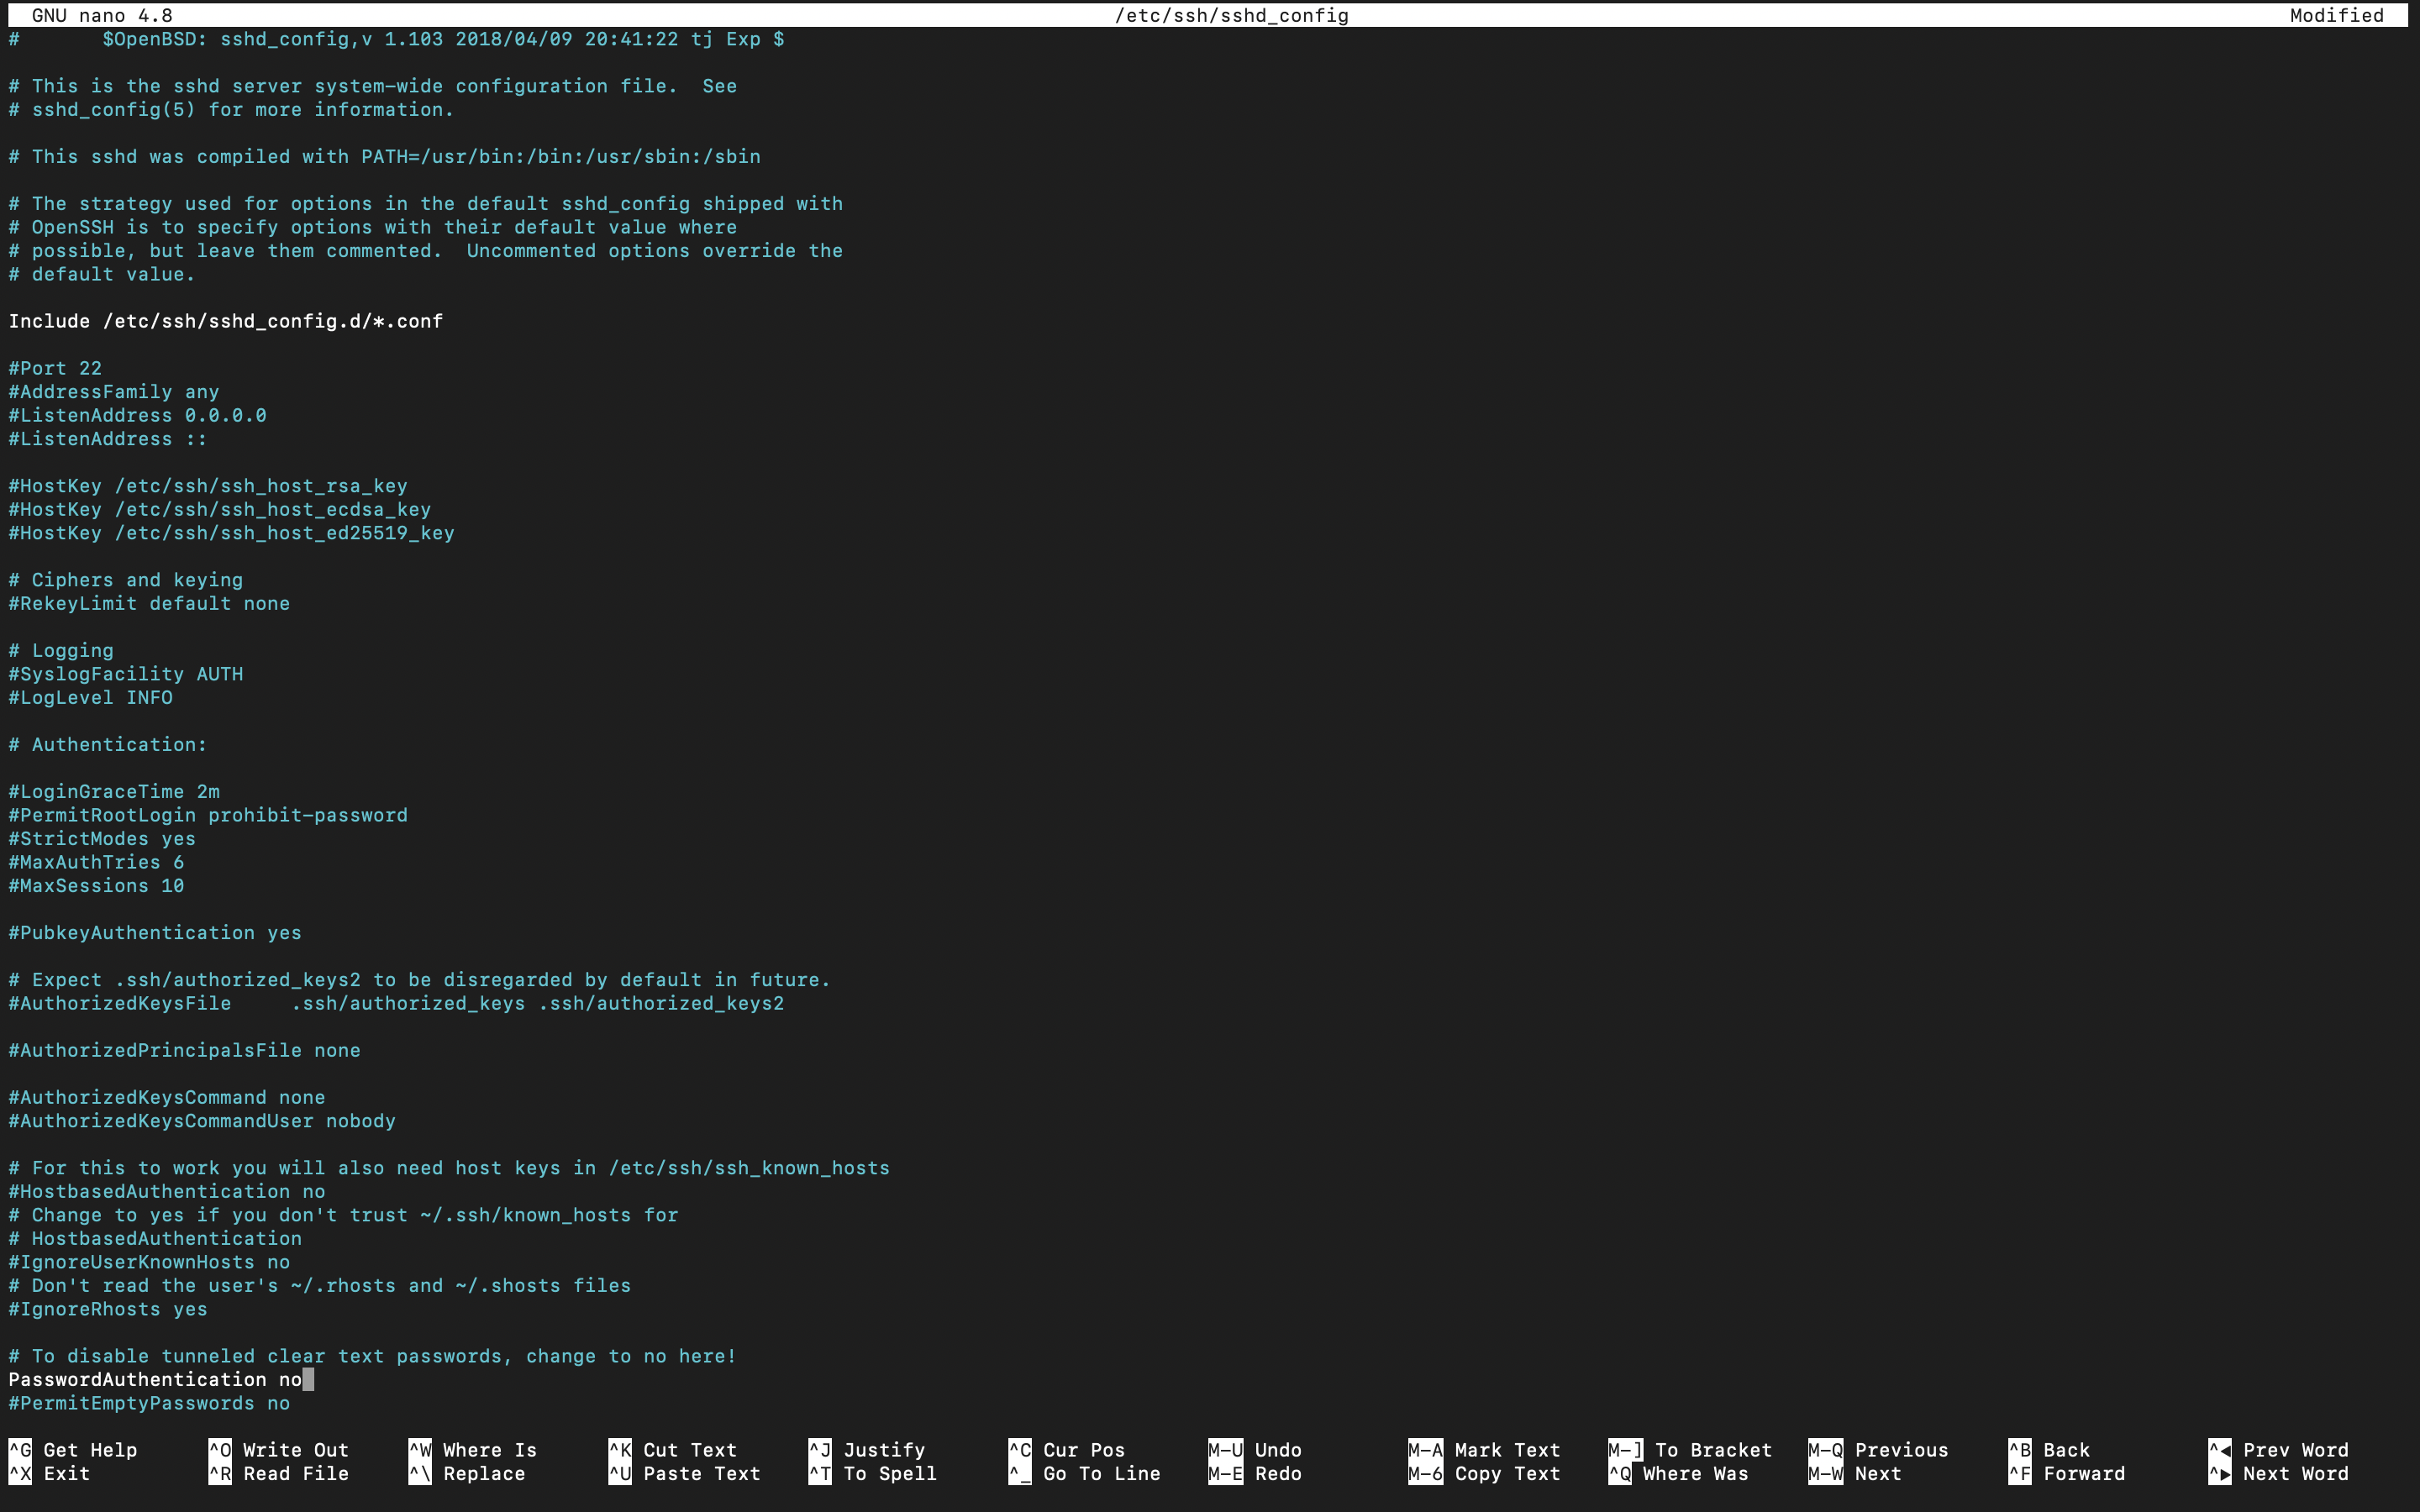 GNU nano 4.8 /etc/ssh/sshd_config Modified
# $OpenBSD: sshd_config,v 1.103 2018/04/09 20:41:22 tj Exp $
# This is the sshd server system-wide configuration file.  See
# sshd_config(5) for more information.
# This sshd was compiled with PATH=/usr/bin:/bin:/usr/sbin:/sbin
# The strategy used for options in the default sshd_config shipped with
# OpenSSH is to specify options with their default value where
# possible, but leave them commented.  Uncommented options override the
# default value.
Include /etc/ssh/sshd_config.d/*.conf
#Port 22
#AddressFamily any
#ListenAddress 0.0.0.0
#ListenAddress ::
#HostKey /etc/ssh/ssh_host_rsa_key
#HostKey /etc/ssh/ssh_host_ecdsa_key
#HostKey /etc/ssh/ssh_host_ed25519_key
# Ciphers and keying
#RekeyLimit default none
# Logging
#SyslogFacility AUTH
#LogLevel INFO
# Authentication:
#LoginGraceTime 2m
#PermitRootLogin prohibit-password
#StrictModes yes
#MaxAuthTries 6
#MaxSessions 10
#PubkeyAuthentication yes
# Expect .ssh/authorized_keys2 to be disregarded by default in future.
#AuthorizedKeysFile     .ssh/authorized_keys .ssh/authorized_keys2
#AuthorizedPrincipalsFile none
#AuthorizedKeysCommand none
#AuthorizedKeysCommandUser nobody
# For this to work you will also need host keys in /etc/ssh/ssh_known_hosts
#HostbasedAuthentication no
# Change to yes if you don't trust ~/.ssh/known_hosts for
# HostbasedAuthentication
#IgnoreUserKnownHosts no
# Don't read the user's ~/.rhosts and ~/.shosts files
#IgnoreRhosts yes
# To disable tunneled clear text passwords, change to no here!
PasswordAuthentication no
#PermitEmptyPasswords no
^G Get Help ^O Write Out ^W Where Is ^K Cut Text ^J Justify ^C Cur Pos M-U Undo M-A Mark Text M-] To Bracket M-Q Previous ^B Back ^◀ Prev Word
^X Exit ^R Read File ^\ Replace ^U Paste Text ^T To Spell ^_ Go To Line M-E Redo M-6 Copy Text ^Q Where Was M-W Next ^F Forward ^▶ Next Word